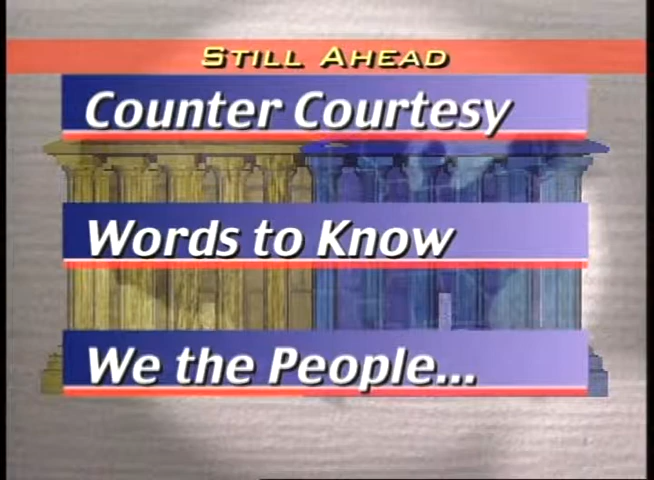 STILL AHEAD
Counter Courtesy
Words to Know
We the People...